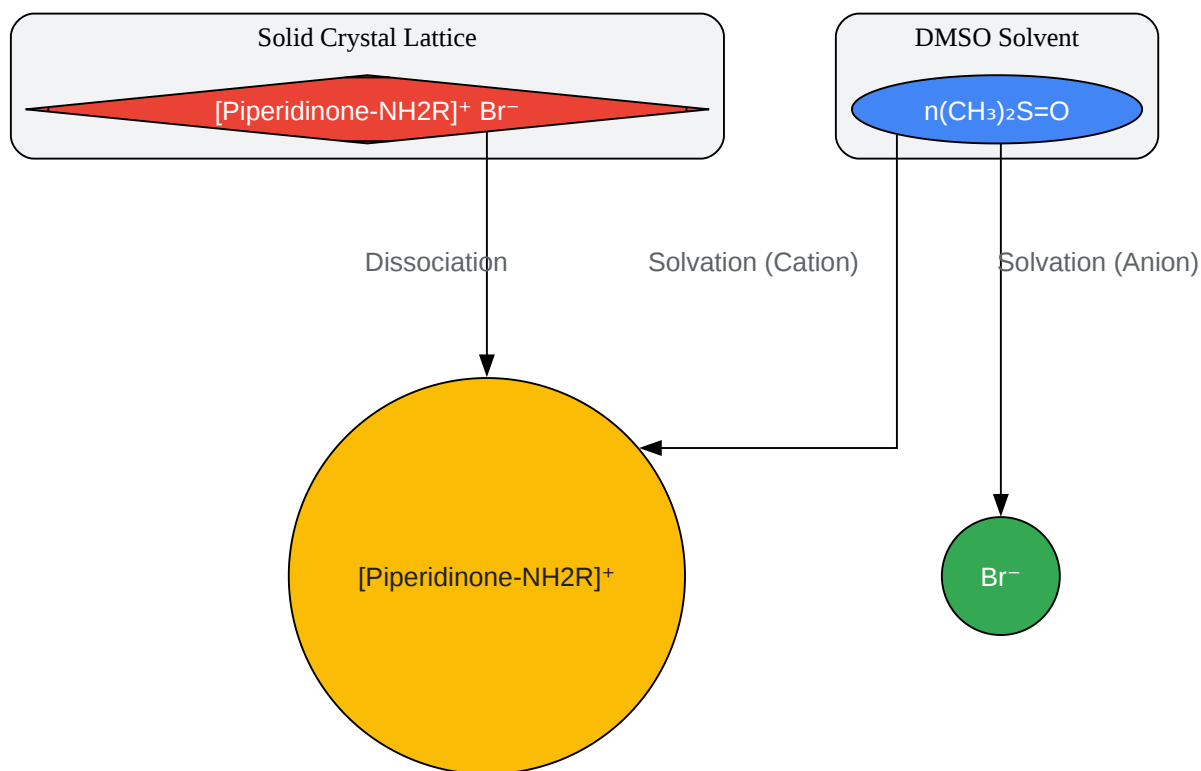 Solid Crystal Lattice
DMSO Solvent
[Piperidinone-NH2R]⁺ Br⁻
n(CH₃)₂S=O
Dissociation
Solvation (Cation)
Solvation (Anion)
[Piperidinone-NH2R]⁺
Br⁻